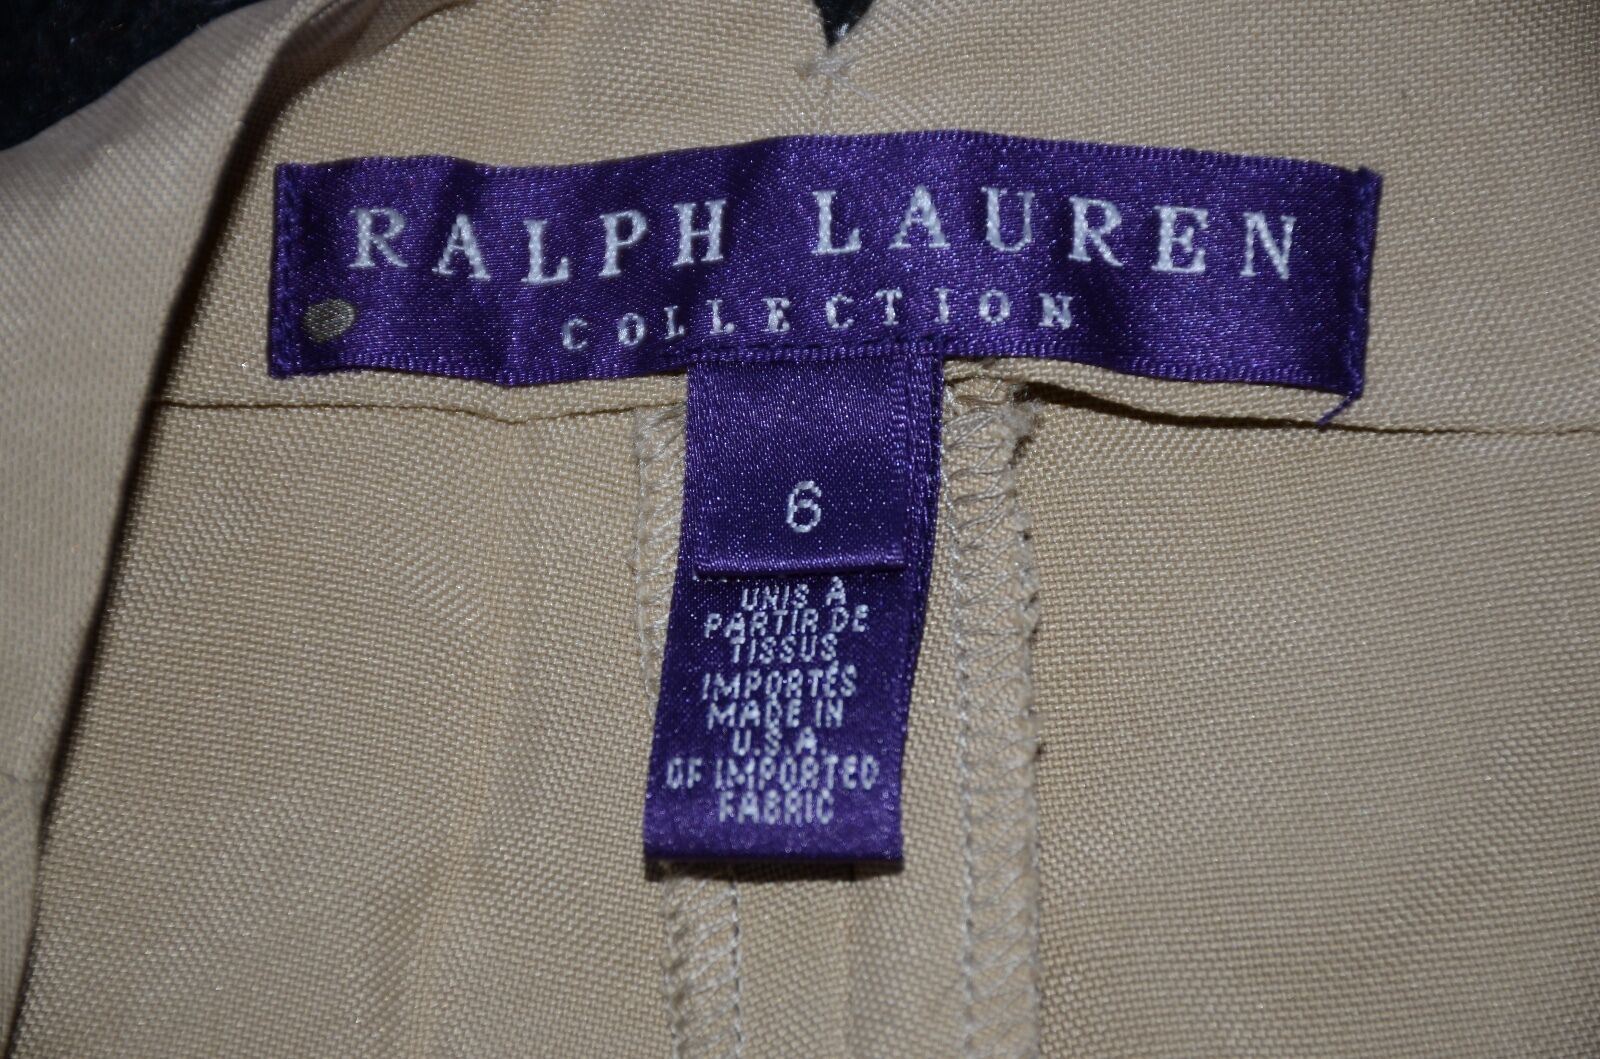 RALPH LAUREN
COLLECTION
6
UNIS À
PARTIR DE
TISSUS
IMPORTÉS
MADE IN
U.S.A.
OF IMPORTED
FABRIC